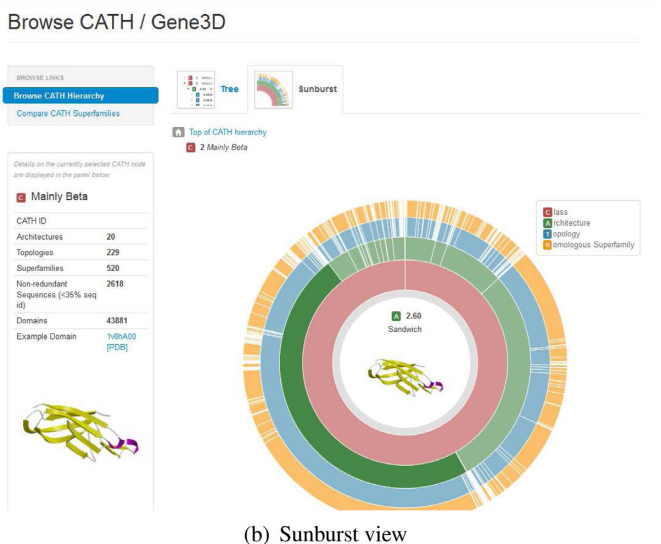 Browse CATH / Gene3D
BROWSE LINKS
Browse CATH Hierarchy
Compare CATH Superfamilies
Tree
Sunburst
Top of CATH hierarchy
C 2 Mainly Beta
Details on the currently selected CATH node
are displayed in the panel below
C Mainly Beta
CATH ID
Architectures 20
Topologies 229
Superfamilies 520
Non-redundant 2618
Sequences (<35% seq
id)
Domains 43881
Example Domain 1v8hA00
[PDB]
C lass
A rchitecture
T opology
H omologous Superfamily
A 2.60
Sandwich
(b) Sunburst view